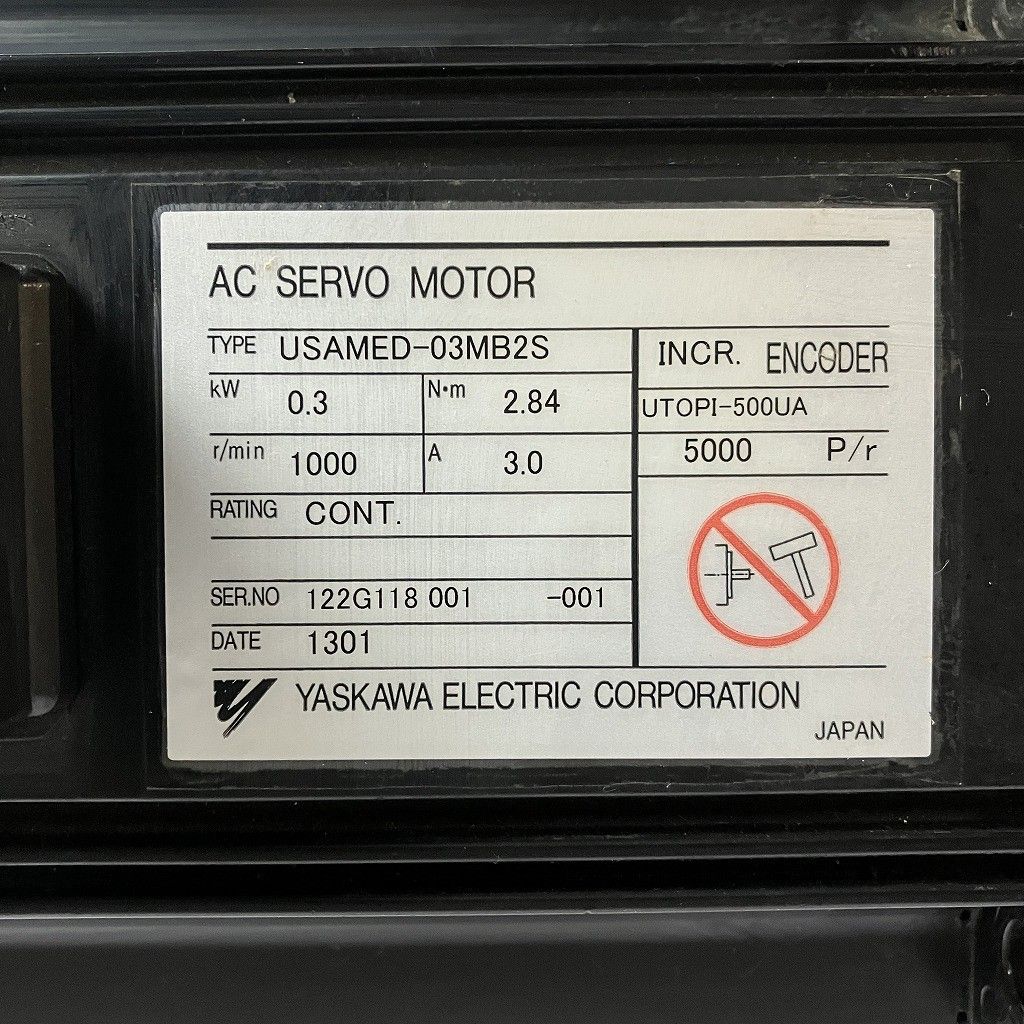 AC SERVO MOTOR
TYPE USAMED-03MB2S
kW 0.3 N·m 2.84
r/min 1000 A 3.0
RATING CONT.
SER.NO 122G118 001 -001
DATE 1301
INCR. ENCODER
UTOPI-500UA
5000 P/r
YASKAWA ELECTRIC CORPORATION
JAPAN